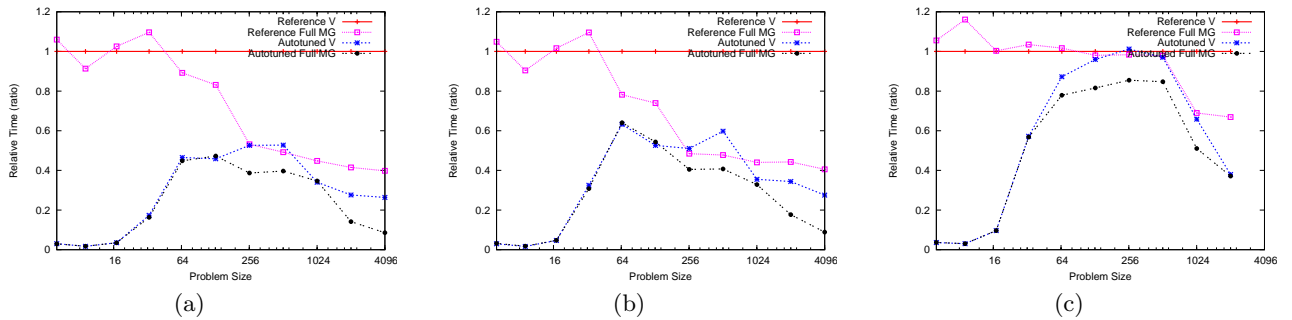 Relative Time (ratio)
1.2
1
0.8
0.6
0.4
0.2
0
16
64
256
1024
4096
Problem Size
Reference V
Reference Full MG
Autotuned V
Autotuned Full MG
(a)
Relative Time (ratio)
1.2
1
0.8
0.6
0.4
0.2
0
16
64
256
1024
4096
Problem Size
Reference V
Reference Full MG
Autotuned V
Autotuned Full MG
(b)
Relative Time (ratio)
1.2
1
0.8
0.6
0.4
0.2
0
16
64
256
1024
4096
Problem Size
Reference V
Reference Full MG
Autotuned V
Autotuned Full MG
(c)